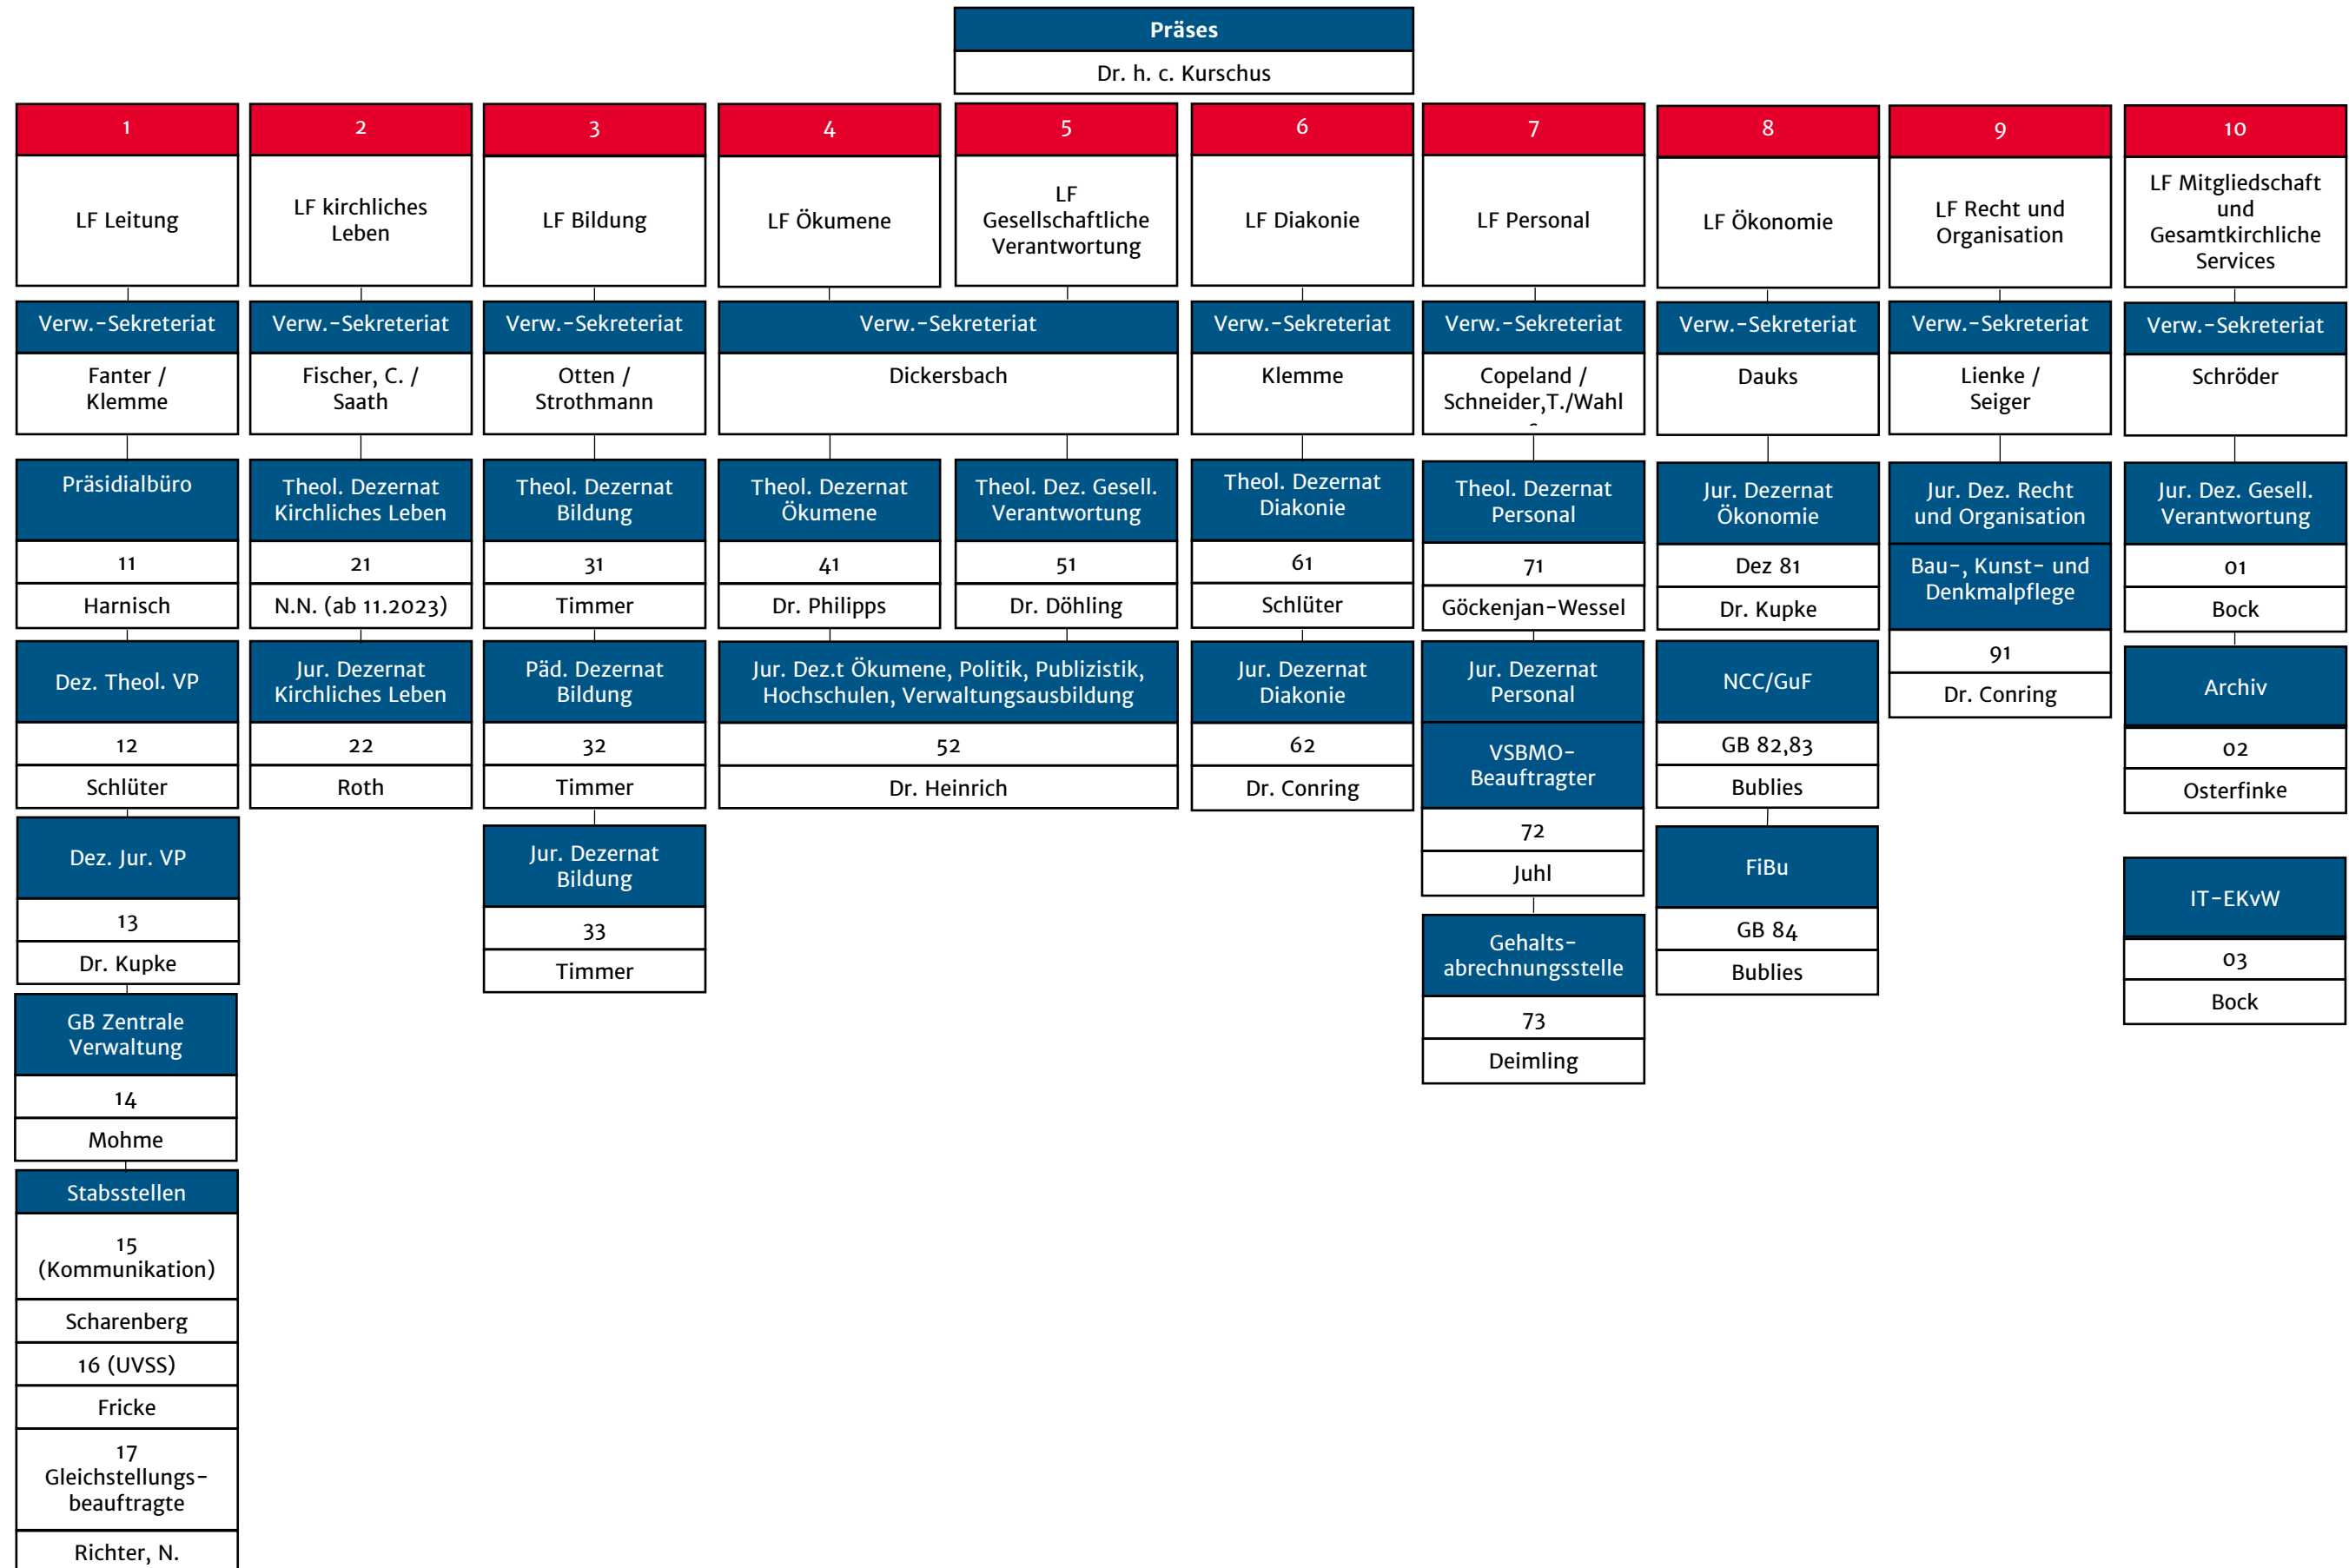 Präses
Dr. h. c. Kurschus
1
LF Leitung
Verw.-Sekreteriat
Fanter /
Klemme
Präsidialbüro
11
Harnisch
Dez. Theol. VP
12
Schlüter
Dez. Jur. VP
13
Dr. Kupke
GB Zentrale
Verwaltung
14
Mohme
Stabsstellen
15
(Kommunikation)
Scharenberg
16 (UVSS)
Fricke
17
Gleichstellungs-
beauftragte
Richter, N.
2
LF kirchliches
Leben
Verw.-Sekreteriat
Fischer, C. /
Saath
Theol. Dezernat
Kirchliches Leben
21
N.N. (ab 11.2023)
Jur. Dezernat
Kirchliches Leben
22
Roth
3
LF Bildung
Verw.-Sekreteriat
Otten /
Strothmann
Theol. Dezernat
Bildung
31
Timmer
Päd. Dezernat
Bildung
32
Timmer
Jur. Dezernat
Bildung
33
Timmer
4
LF Ökumene
5
LF
Gesellschaftliche
Verantwortung
Verw.-Sekreteriat
Dickersbach
Theol. Dezernat
Ökumene
41
Dr. Philipps
Theol. Dez. Gesell.
Verantwortung
51
Dr. Döhling
Jur. Dez.t Ökumene, Politik, Publizistik,
Hochschulen, Verwaltungsausbildung
52
Dr. Heinrich
6
LF Diakonie
Verw.-Sekreteriat
Klemme
Theol. Dezernat
Diakonie
61
Schlüter
Jur. Dezernat
Diakonie
62
Dr. Conring
7
LF Personal
Verw.-Sekreteriat
Copeland /
Schneider,T./Wahl
Theol. Dezernat
Personal
71
Göckenjan-Wessel
Jur. Dezernat
Personal
VSBMO-
Beauftragter
72
Juhl
Gehalts-
abrechnungsstelle
73
Deimling
8
LF Ökonomie
Verw.-Sekreteriat
Dauks
Jur. Dezernat
Ökonomie
Dez 81
Dr. Kupke
NCC/GuF
GB 82,83
Bublies
FiBu
GB 84
Bublies
9
LF Recht und
Organisation
Verw.-Sekreteriat
Lienke /
Seiger
Jur. Dez. Recht
und Organisation
Bau-, Kunst- und
Denkmalpflege
91
Dr. Conring
10
LF Mitgliedschaft
und
Gesamtkirchliche
Services
Verw.-Sekreteriat
Schröder
Jur. Dez. Gesell.
Verantwortung
01
Bock
Archiv
02
Osterfinke
IT-EKvW
03
Bock